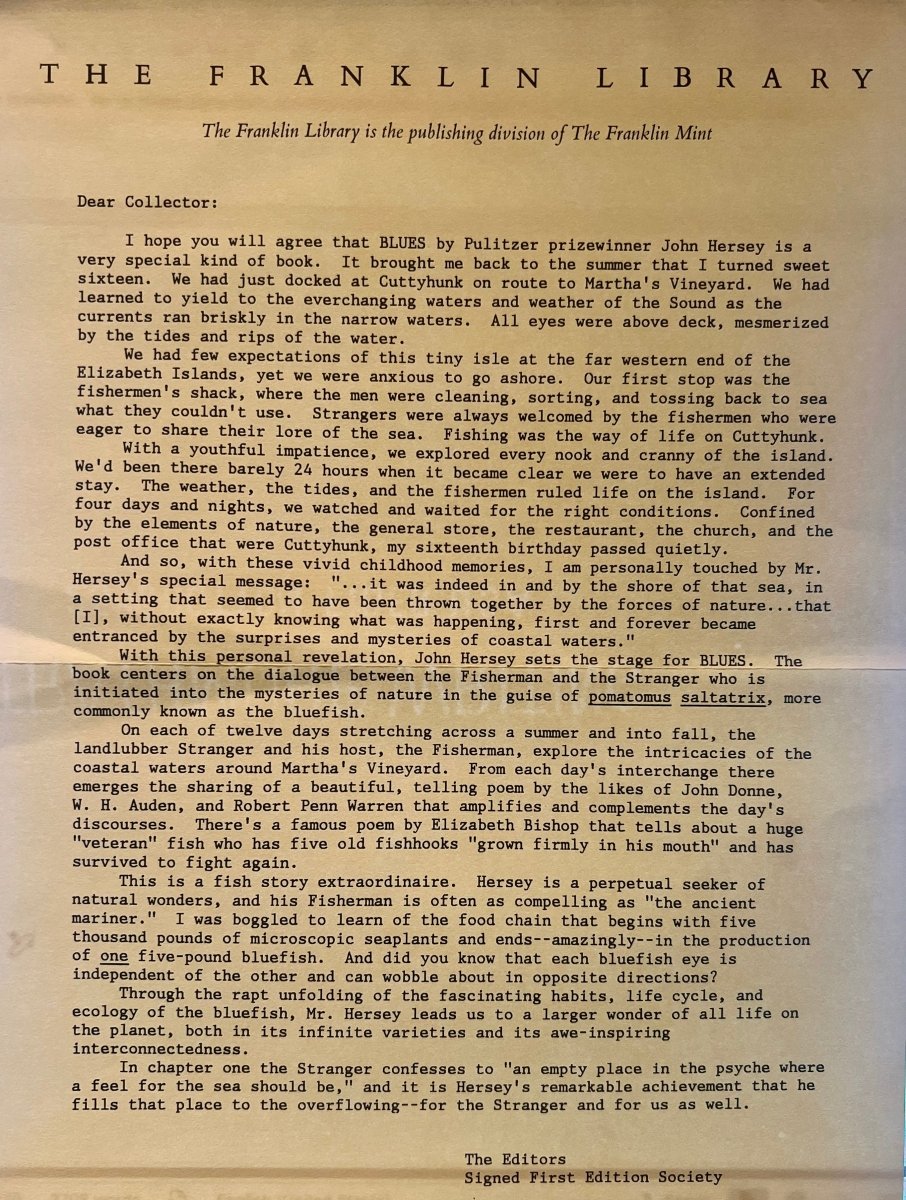 THE FRANKLIN LIBRARY
The Franklin Library is the publishing division of The Franklin Mint
Dear Collector:
I hope you will agree that BLUES by Pulitzer prizewinner John Hersey is a
very special kind of book. It brought me back to the summer that I turned sweet
sixteen. We had just docked at Cuttyhunk on route to Martha's Vineyard. We had
learned to yield to the everchanging waters and weather of the Sound as the
currents ran briskly in the narrow waters. All eyes were above deck, mesmerized
by the tides and rips of the water.
We had few expectations of this tiny isle at the far western end of the
Elizabeth Islands, yet we were anxious to go ashore. Our first stop was the
fishermen's shack, where the men were cleaning, sorting, and tossing back to sea
what they couldn't use. Strangers were always welcomed by the fishermen who were
eager to share their lore of the sea. Fishing was the way of life on Cuttyhunk.
With a youthful impatience, we explored every nook and cranny of the island.
We'd been there barely 24 hours when it became clear we were to have an extended
stay. The weather, the tides, and the fishermen ruled life on the island. For
four days and nights, we watched and waited for the right conditions. Confined
by the elements of nature, the general store, the restaurant, the church, and the
post office that were Cuttyhunk, my sixteenth birthday passed quietly.
And so, with these vivid childhood memories, I am personally touched by Mr.
Hersey's special message: "...it was indeed in and by the shore of that sea, in
a setting that seemed to have been thrown together by the forces of nature...that
[I], without exactly knowing what was happening, first and forever became
entranced by the surprises and mysteries of coastal waters."
With this personal revelation, John Hersey sets the stage for BLUES. The
book centers on the dialogue between the Fisherman and the Stranger who is
initiated into the mysteries of nature in the guise of pomatomus saltatrix, more
commonly known as the bluefish.
On each of twelve days stretching across a summer and into fall, the
landlubber Stranger and his host, the Fisherman, explore the intricacies of the
coastal waters around Martha's Vineyard. From each day's interchange there
emerges the sharing of a beautiful, telling poem by the likes of John Donne,
W. H. Auden, and Robert Penn Warren that amplifies and complements the day's
discourses. There's a famous poem by Elizabeth Bishop that tells about a huge
"veteran" fish who has five old fishhooks "grown firmly in his mouth" and has
survived to fight again.
This is a fish story extraordinaire. Hersey is a perpetual seeker of
natural wonders, and his Fisherman is often as compelling as "the ancient
mariner." I was boggled to learn of the food chain that begins with five
thousand pounds of microscopic seaplants and ends--amazingly--in the production
of one five-pound bluefish. And did you know that each bluefish eye is
independent of the other and can wobble about in opposite directions?
Through the rapt unfolding of the fascinating habits, life cycle, and
ecology of the bluefish, Mr. Hersey leads us to a larger wonder of all life on
the planet, both in its infinite varieties and its awe-inspiring
interconnectedness.
In chapter one the Stranger confesses to "an empty place in the psyche where
a feel for the sea should be," and it is Hersey's remarkable achievement that he
fills that place to the overflowing--for the Stranger and for us as well.
The Editors
Signed First Edition Society